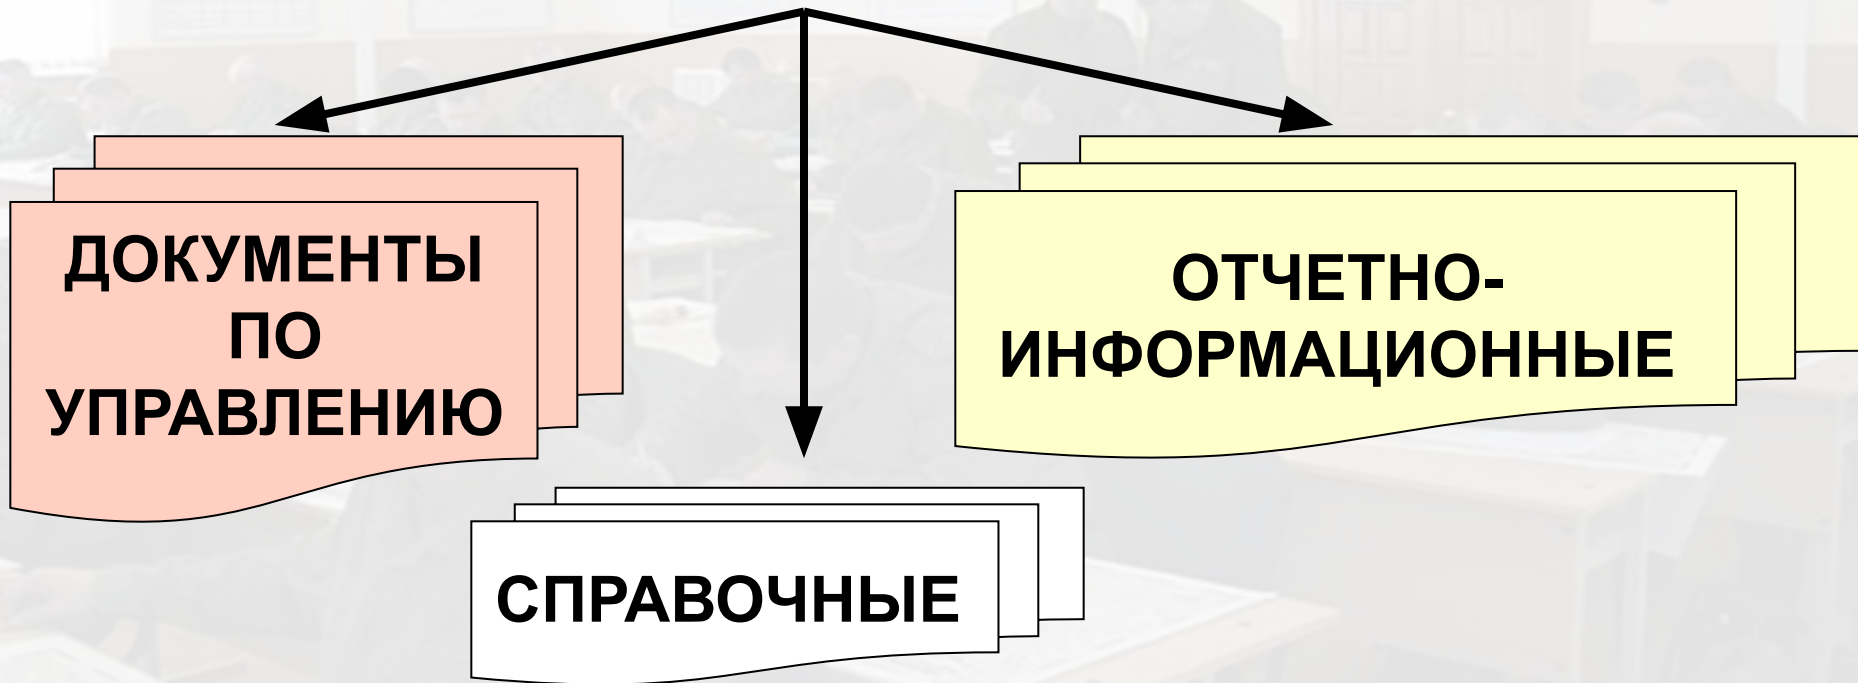 ДОКУМЕНТЫ
ПО
УПРАВЛЕНИЮ
ОТЧЕТНО-
ИНФОРМАЦИОННЫЕ
СПРАВОЧНЫЕ